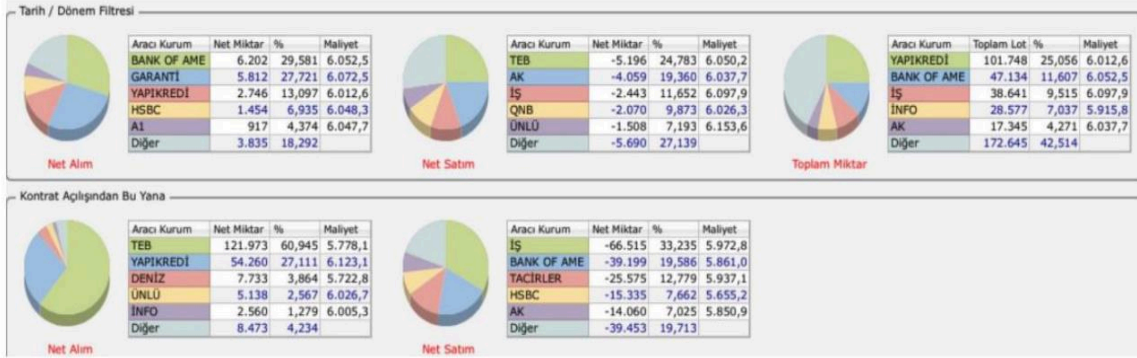 Tarih / Dönem Filtresi
Aracı Kurum Net Miktar % Maliyet
BANK OF AME 6.202 29,581 6.052,5
GARANTİ 5.812 27,721 6.072,5
YAPIKREDİ 2.746 13,097 6.012,6
HSBC 1.454 6,935 6.048,3
A1 917 4,374 6.047,7
Diğer 3.835 18,292
Net Alım
Aracı Kurum Net Miktar % Maliyet
TEB -5.196 24,783 6.050,2
AK -4.059 19,360 6.037,7
İŞ -2.443 11,652 6.097,9
QNB -2.070 9,873 6.026,3
ÜNLÜ -1.508 7,193 6.153,6
Diğer -5.690 27,139
Net Satım
Aracı Kurum Toplam Lot % Maliyet
YAPIKREDİ 101.748 25,056 6.012,6
BANK OF AME 47.134 11,607 6.052,5
İŞ 38.641 9,515 6.097,9
İNFO 28.577 7,037 5.915,8
AK 17.345 4,271 6.037,7
Diğer 172.645 42,514
Toplam Miktar
Kontrat Açılışından Bu Yana
Aracı Kurum Net Miktar % Maliyet
TEB 121.973 60,945 5.778,1
YAPIKREDİ 54.260 27,111 6.123,1
DENİZ 7.733 3,864 5.722,8
ÜNLÜ 5.138 2,567 6.026,7
İNFO 2.560 1,279 6.005,3
Diğer 8.473 4,234
Net Alım
Aracı Kurum Net Miktar % Maliyet
İŞ -66.515 33,235 5.972,8
BANK OF AME -39.199 19,586 5.861,0
TACİRLER -25.575 12,779 5.937,1
HSBC -15.335 7,662 5.655,2
AK -14.060 7,025 5.850,9
Diğer -39.453 19,713
Net Satım